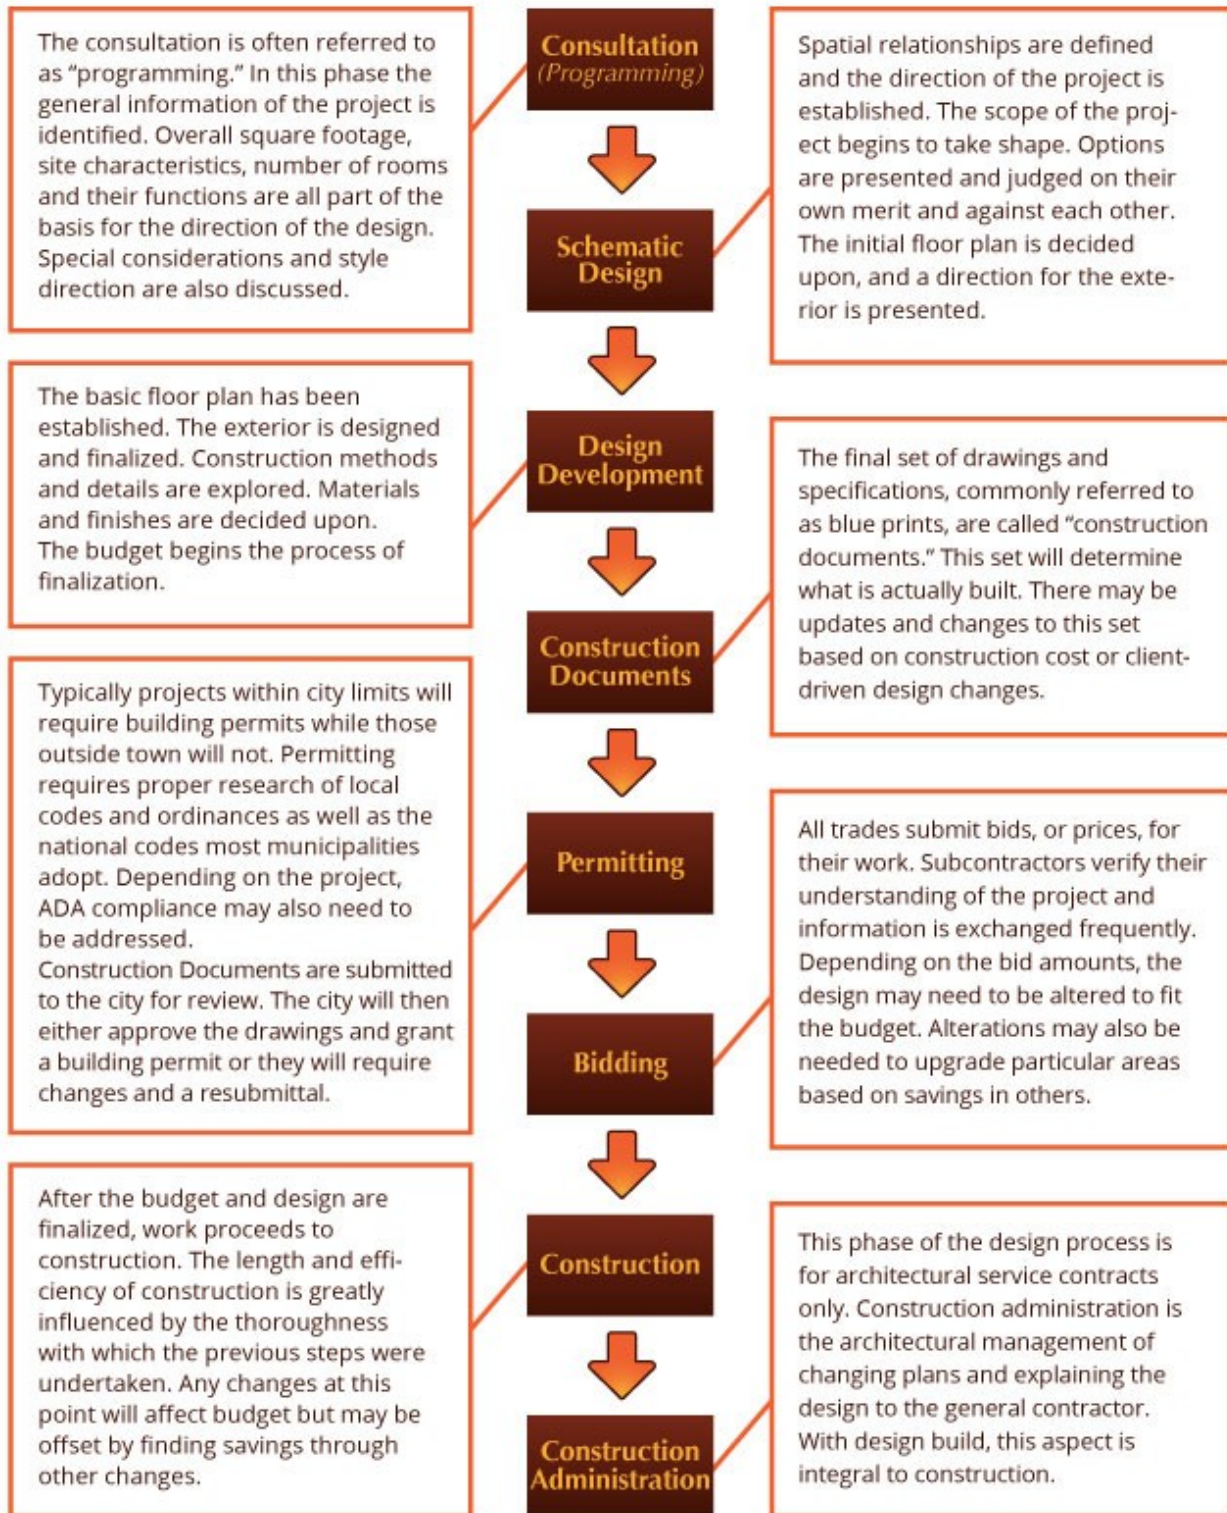 Consultation
(Programming)
The consultation is often referred to
as “programming.” In this phase the
general information of the project is
identified. Overall square footage,
site characteristics, number of rooms
and their functions are all part of the
basis for the direction of the design.
Special considerations and style
direction are also discussed.
Schematic
Design
Spatial relationships are defined
and the direction of the project is
established. The scope of the proj-
ect begins to take shape. Options
are presented and judged on their
own merit and against each other.
The initial floor plan is decided
upon, and a direction for the exte-
rior is presented.
Design
Development
The basic floor plan has been
established. The exterior is designed
and finalized. Construction methods
and details are explored. Materials
and finishes are decided upon.
The budget begins the process of
finalization.
Construction
Documents
The final set of drawings and
specifications, commonly referred to
as blue prints, are called “construction
documents.” This set will determine
what is actually built. There may be
updates and changes to this set
based on construction cost or client-
driven design changes.
Permitting
Typically projects within city limits will
require building permits while those
outside town will not. Permitting
requires proper research of local
codes and ordinances as well as the
national codes most municipalities
adopt. Depending on the project,
ADA compliance may also need to
be addressed.
Construction Documents are submitted
to the city for review. The city will then
either approve the drawings and grant
a building permit or they will require
changes and a resubmittal.
Bidding
All trades submit bids, or prices, for
their work. Subcontractors verify their
understanding of the project and
information is exchanged frequently.
Depending on the bid amounts, the
design may need to be altered to fit
the budget. Alterations may also be
needed to upgrade particular areas
based on savings in others.
Construction
After the budget and design are
finalized, work proceeds to
construction. The length and effi-
ciency of construction is greatly
influenced by the thoroughness
with which the previous steps were
undertaken. Any changes at this
point will affect budget but may be
offset by finding savings through
other changes.
Construction
Administration
This phase of the design process is
for architectural service contracts
only. Construction administration is
the architectural management of
changing plans and explaining the
design to the general contractor.
With design build, this aspect is
integral to construction.